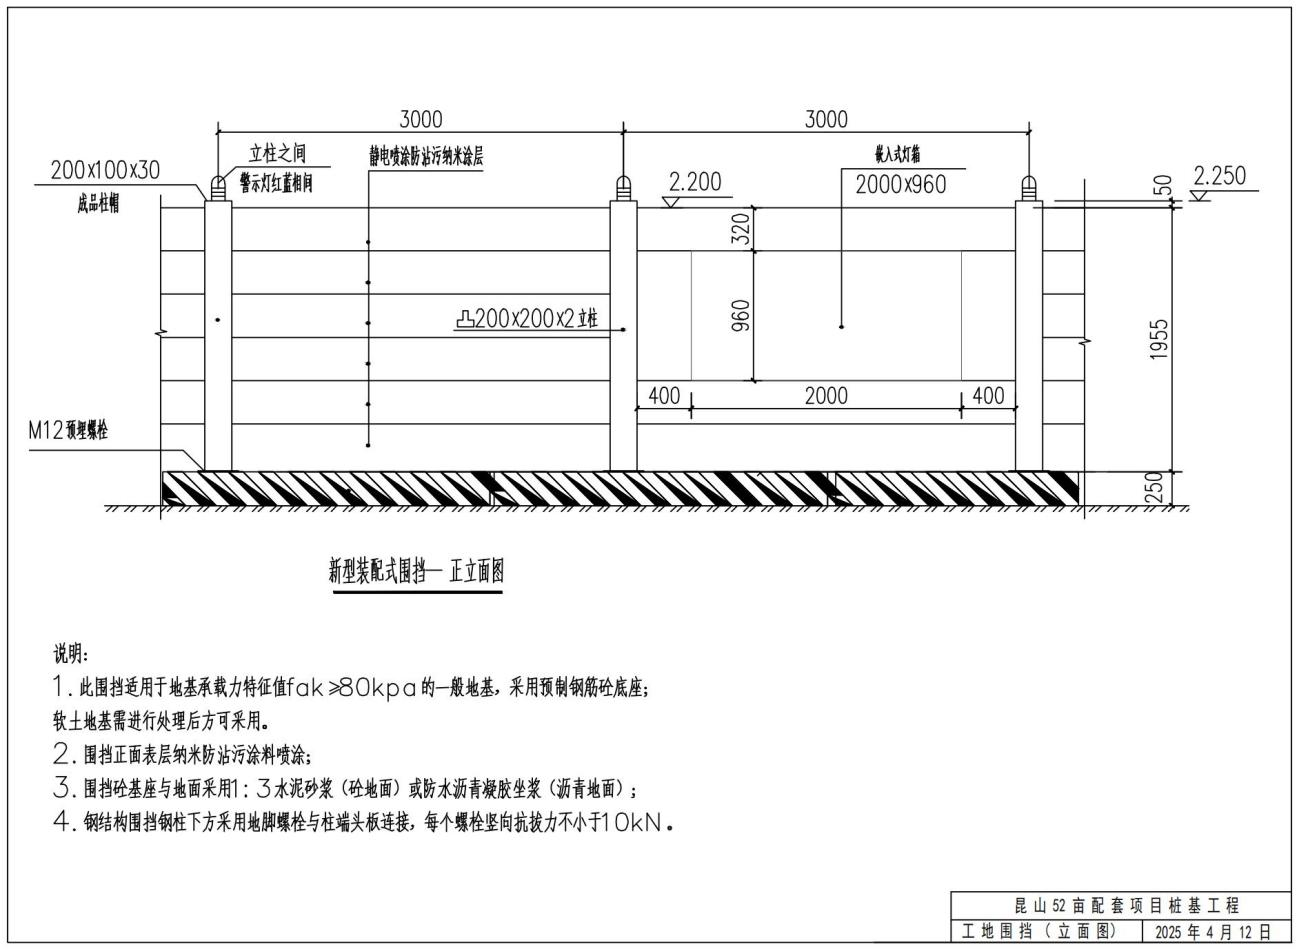 3000
3000
200x100x30
成品柱帽
立柱之间
警示灯红蓝相间
静电喷涂防沾污纳米涂层
嵌入式灯箱
2000x960
2.200
50
2.250
320
960
凸200x200x2立柱
1955
400
2000
400
M12预埋螺栓
250
新型装配式围挡— 正立面图
说明:
1.此围挡适用于地基承载力特征值fak≥80kpa的一般地基，采用预制钢筋砼底座；
软土地基需进行处理后方可采用。
2.围挡正面表层纳米防沾污涂料喷涂；
3.围挡砼基座与地面采用1:3水泥砂浆（砼地面）或防水沥青凝胶坐浆（沥青地面）；
4.钢结构围挡钢柱下方采用地脚螺栓与柱端头板连接，每个螺栓竖向抗拔力不小于10kN。
昆山52亩配套项目桩基工程
工地围挡（立面图）
2025年4月12日